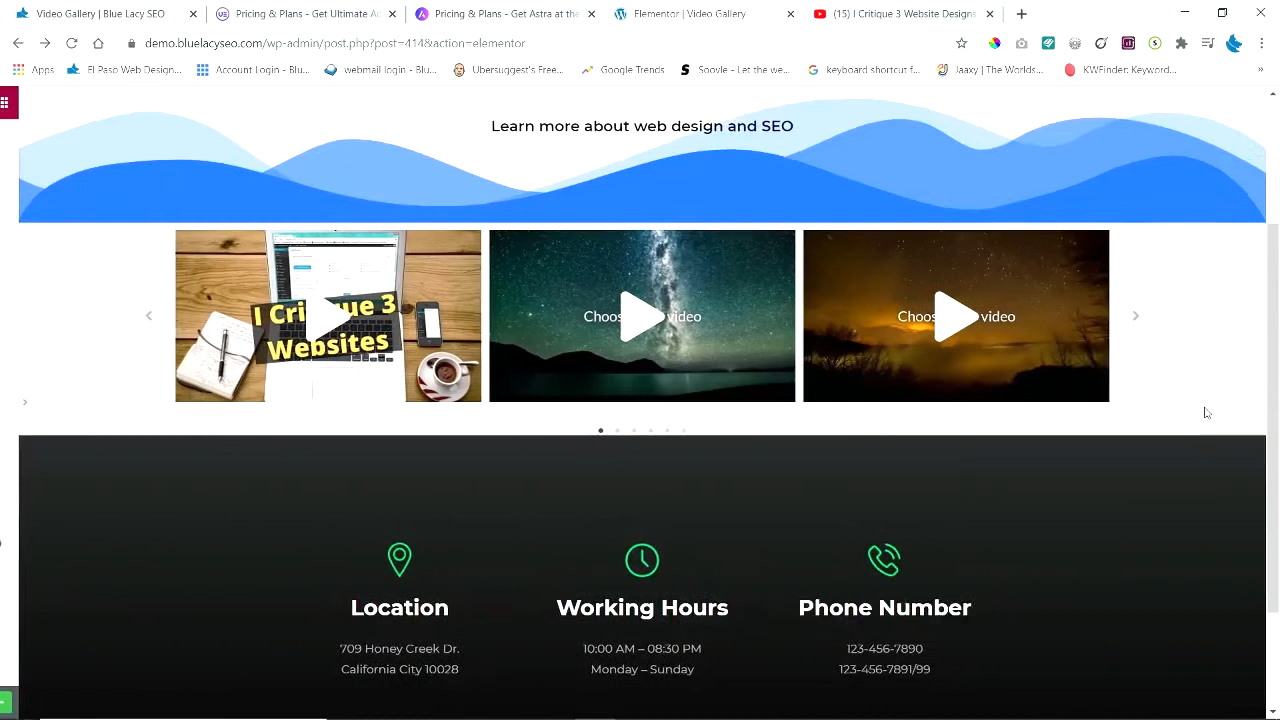 Video Gallery | Blue Lacy SEO
Pricing & Plans - Get Ultimate Ad
Pricing & Plans - Get Astra at the
Elementor | Video Gallery
(15) I Critique 3 Website Designs
demo.bluelacyseo.com/wp-admin/post.php?post=414&action=elementor
Apps
El Paso Web Design...
Account Login - Blu...
webmail login - Blu...
Ubersuggest's Free...
Google Trends
Soovle - Let the we...
keyboard shortcut f...
Jaaxy | The Worlds...
KWFinder: Keyword...
Learn more about web design and SEO
I Critique 3
Websites
Choose video
Choose video
Location
709 Honey Creek Dr.
California City 10028
Working Hours
10:00 AM – 08:30 PM
Monday – Sunday
Phone Number
123-456-7890
123-456-7891/99